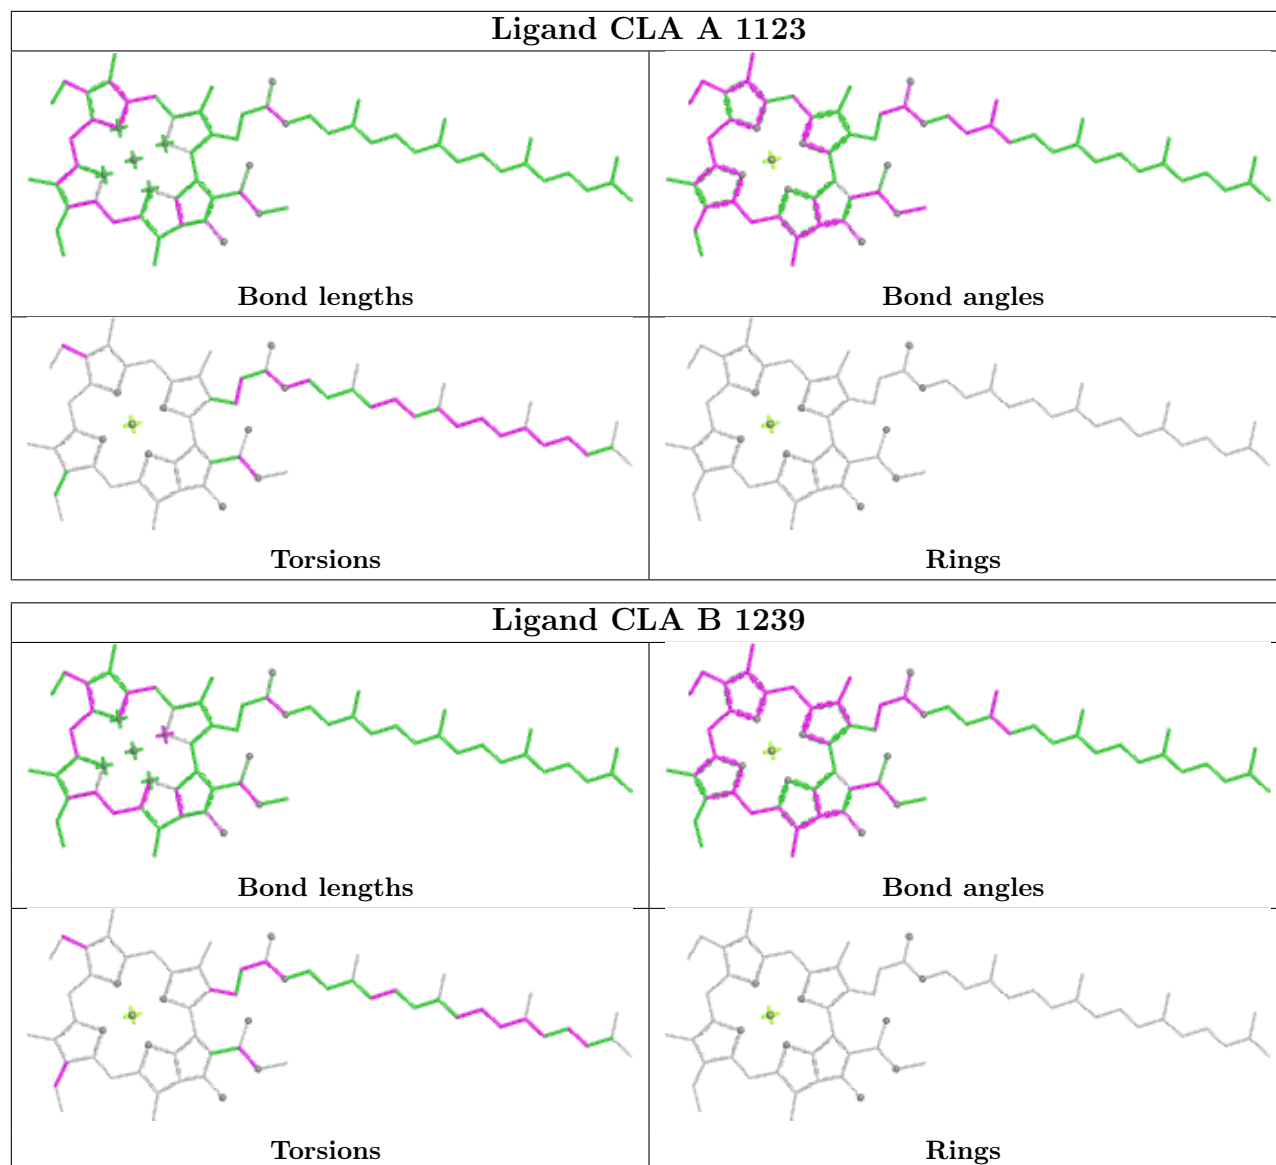 Ligand CLA A 1123
Bond lengths
Bond angles
Torsions
Rings
Ligand CLA B 1239
Bond lengths
Bond angles
Torsions
Rings